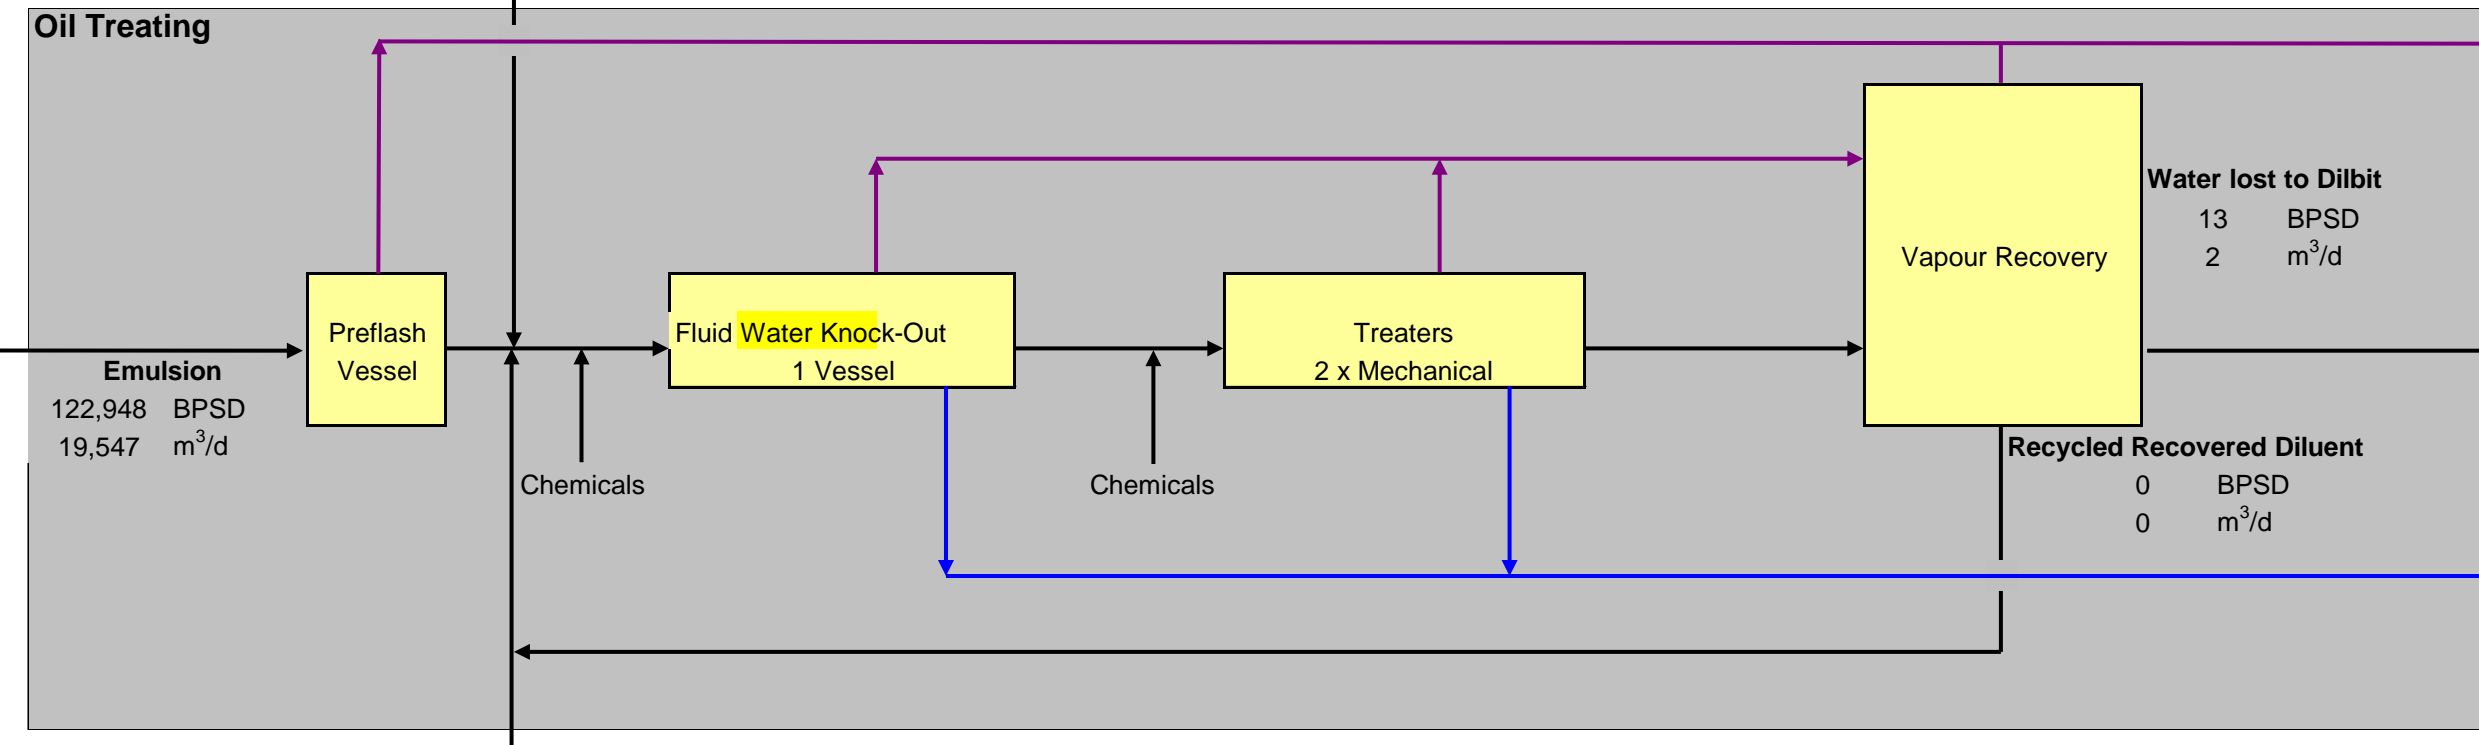 Oil Treating
Water lost to Dilbit
13 BPSD
2 m³/d
Vapour Recovery
Preflash
Vessel
Fluid Water Knock-Out
1 Vessel
Treaters
2 x Mechanical
Emulsion
122,948 BPSD
19,547 m³/d
Chemicals
Chemicals
Recycled Recovered Diluent
0 BPSD
0 m³/d